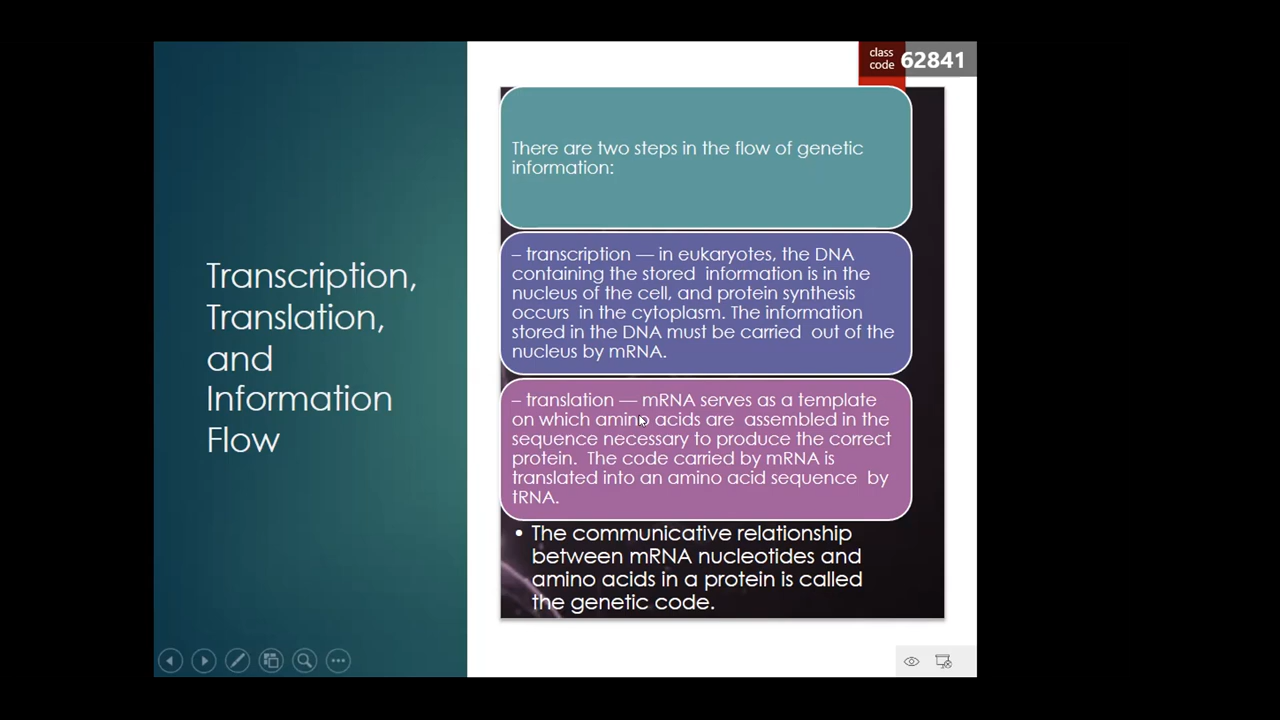 class
code 62841
Transcription,
Translation,
and
Information
Flow
There are two steps in the flow of genetic
information:
– transcription — in eukaryotes, the DNA
containing the stored information is in the
nucleus of the cell, and protein synthesis
occurs in the cytoplasm. The information
stored in the DNA must be carried out of the
nucleus by mRNA.
– translation — mRNA serves as a template
on which amino acids are assembled in the
sequence necessary to produce the correct
protein. The code carried by mRNA is
translated into an amino acid sequence by
tRNA.
• The communicative relationship
between mRNA nucleotides and
amino acids in a protein is called
the genetic code.